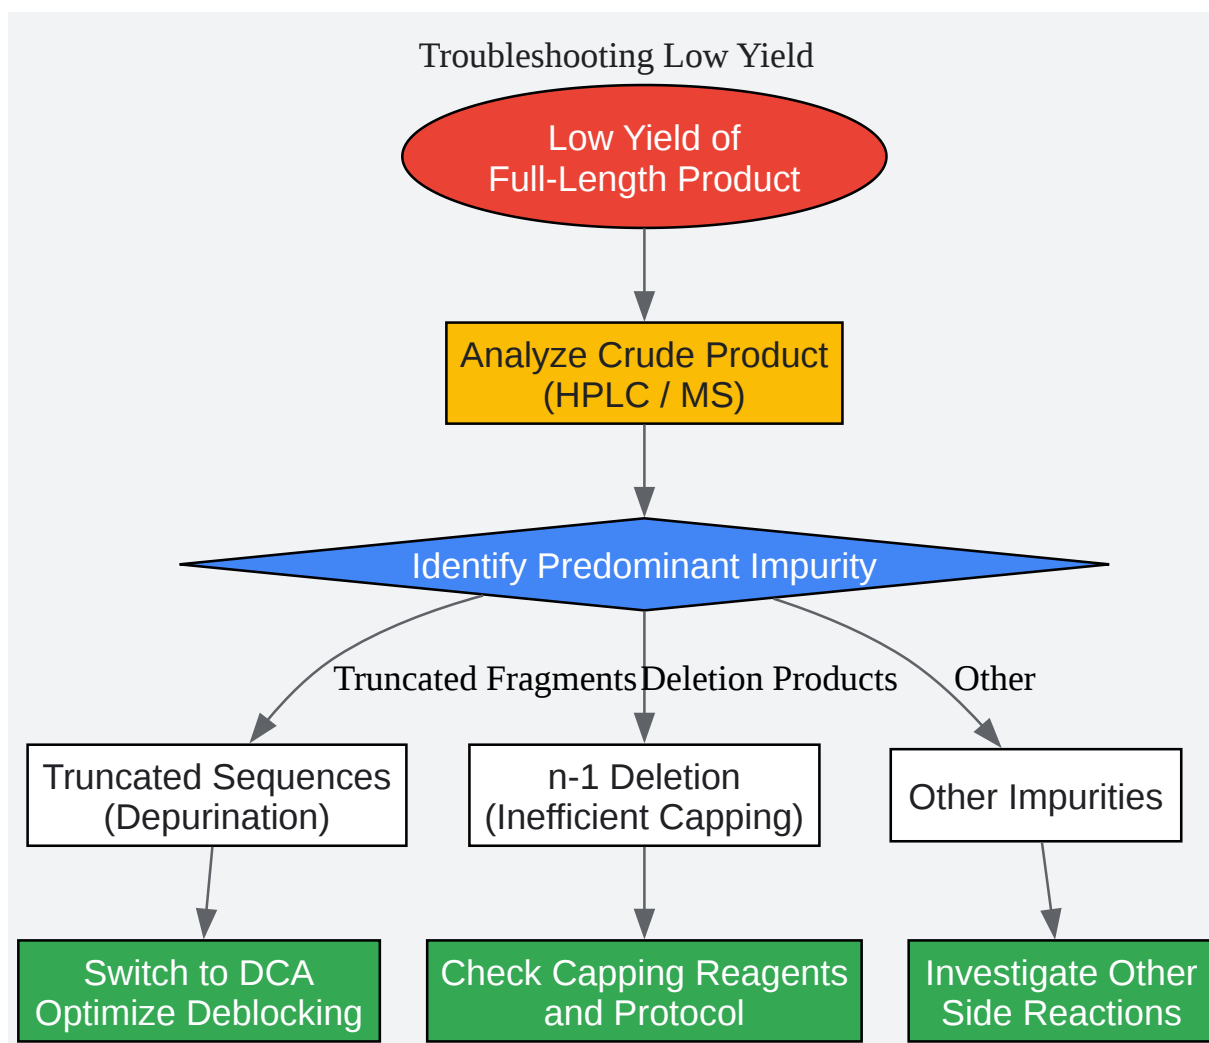 Troubleshooting Low Yield
Low Yield of
Full-Length Product
Analyze Crude Product
(HPLC / MS)
Identify Predominant Impurity
Truncated Fragments
Deletion Products
Other
Truncated Sequences
(Depurination)
n-1 Deletion
(Inefficient Capping)
Other Impurities
Switch to DCA
Optimize Deblocking
Check Capping Reagents
and Protocol
Investigate Other
Side Reactions